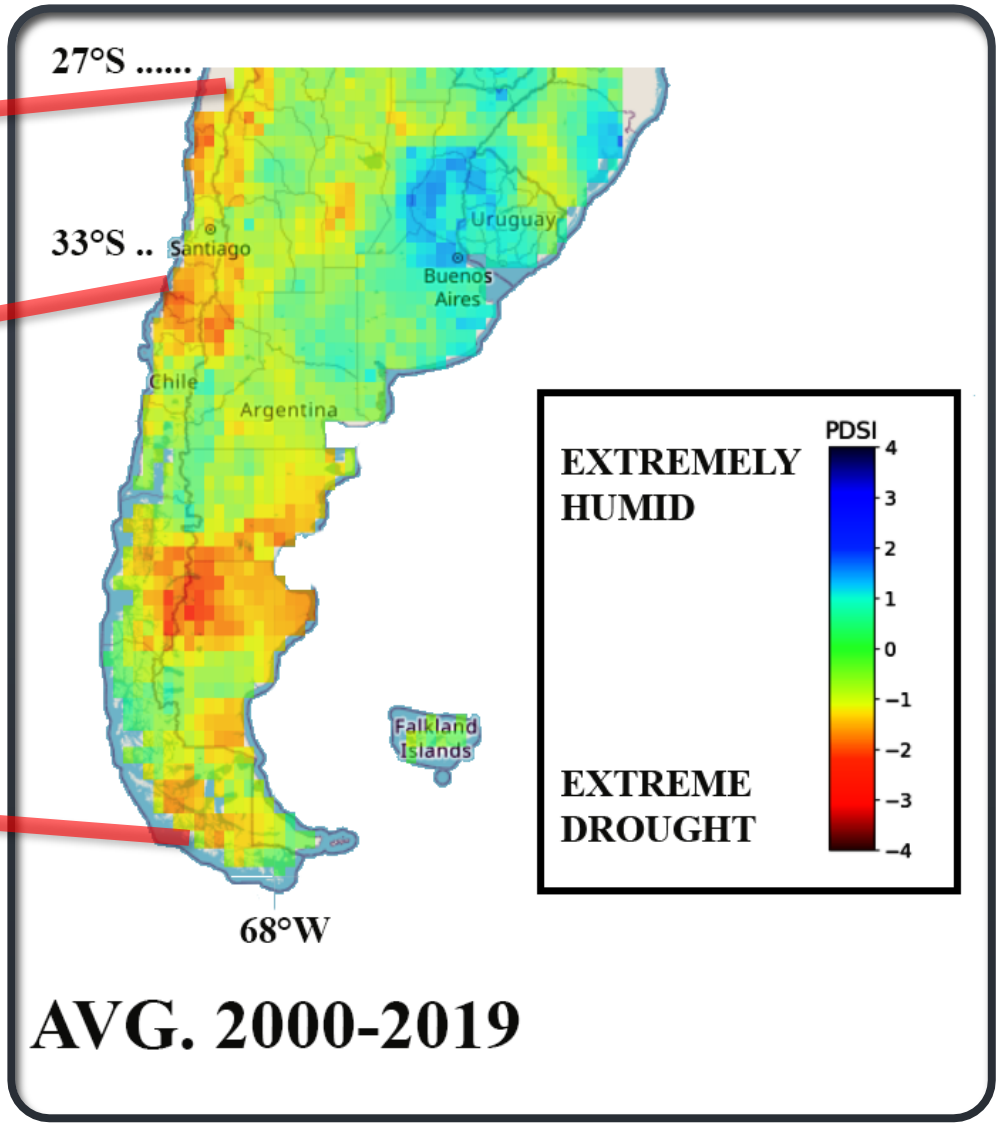 27°S ......
33°S ..
Santiago
Uruguay
Buenos
Aires
Chile
Argentina
PDSI
EXTREMELY
HUMID
4
3
2
1
0
−1
−2
−3
−4
EXTREME
DROUGHT
Falkland
Islands
68°W
AVG. 2000-2019